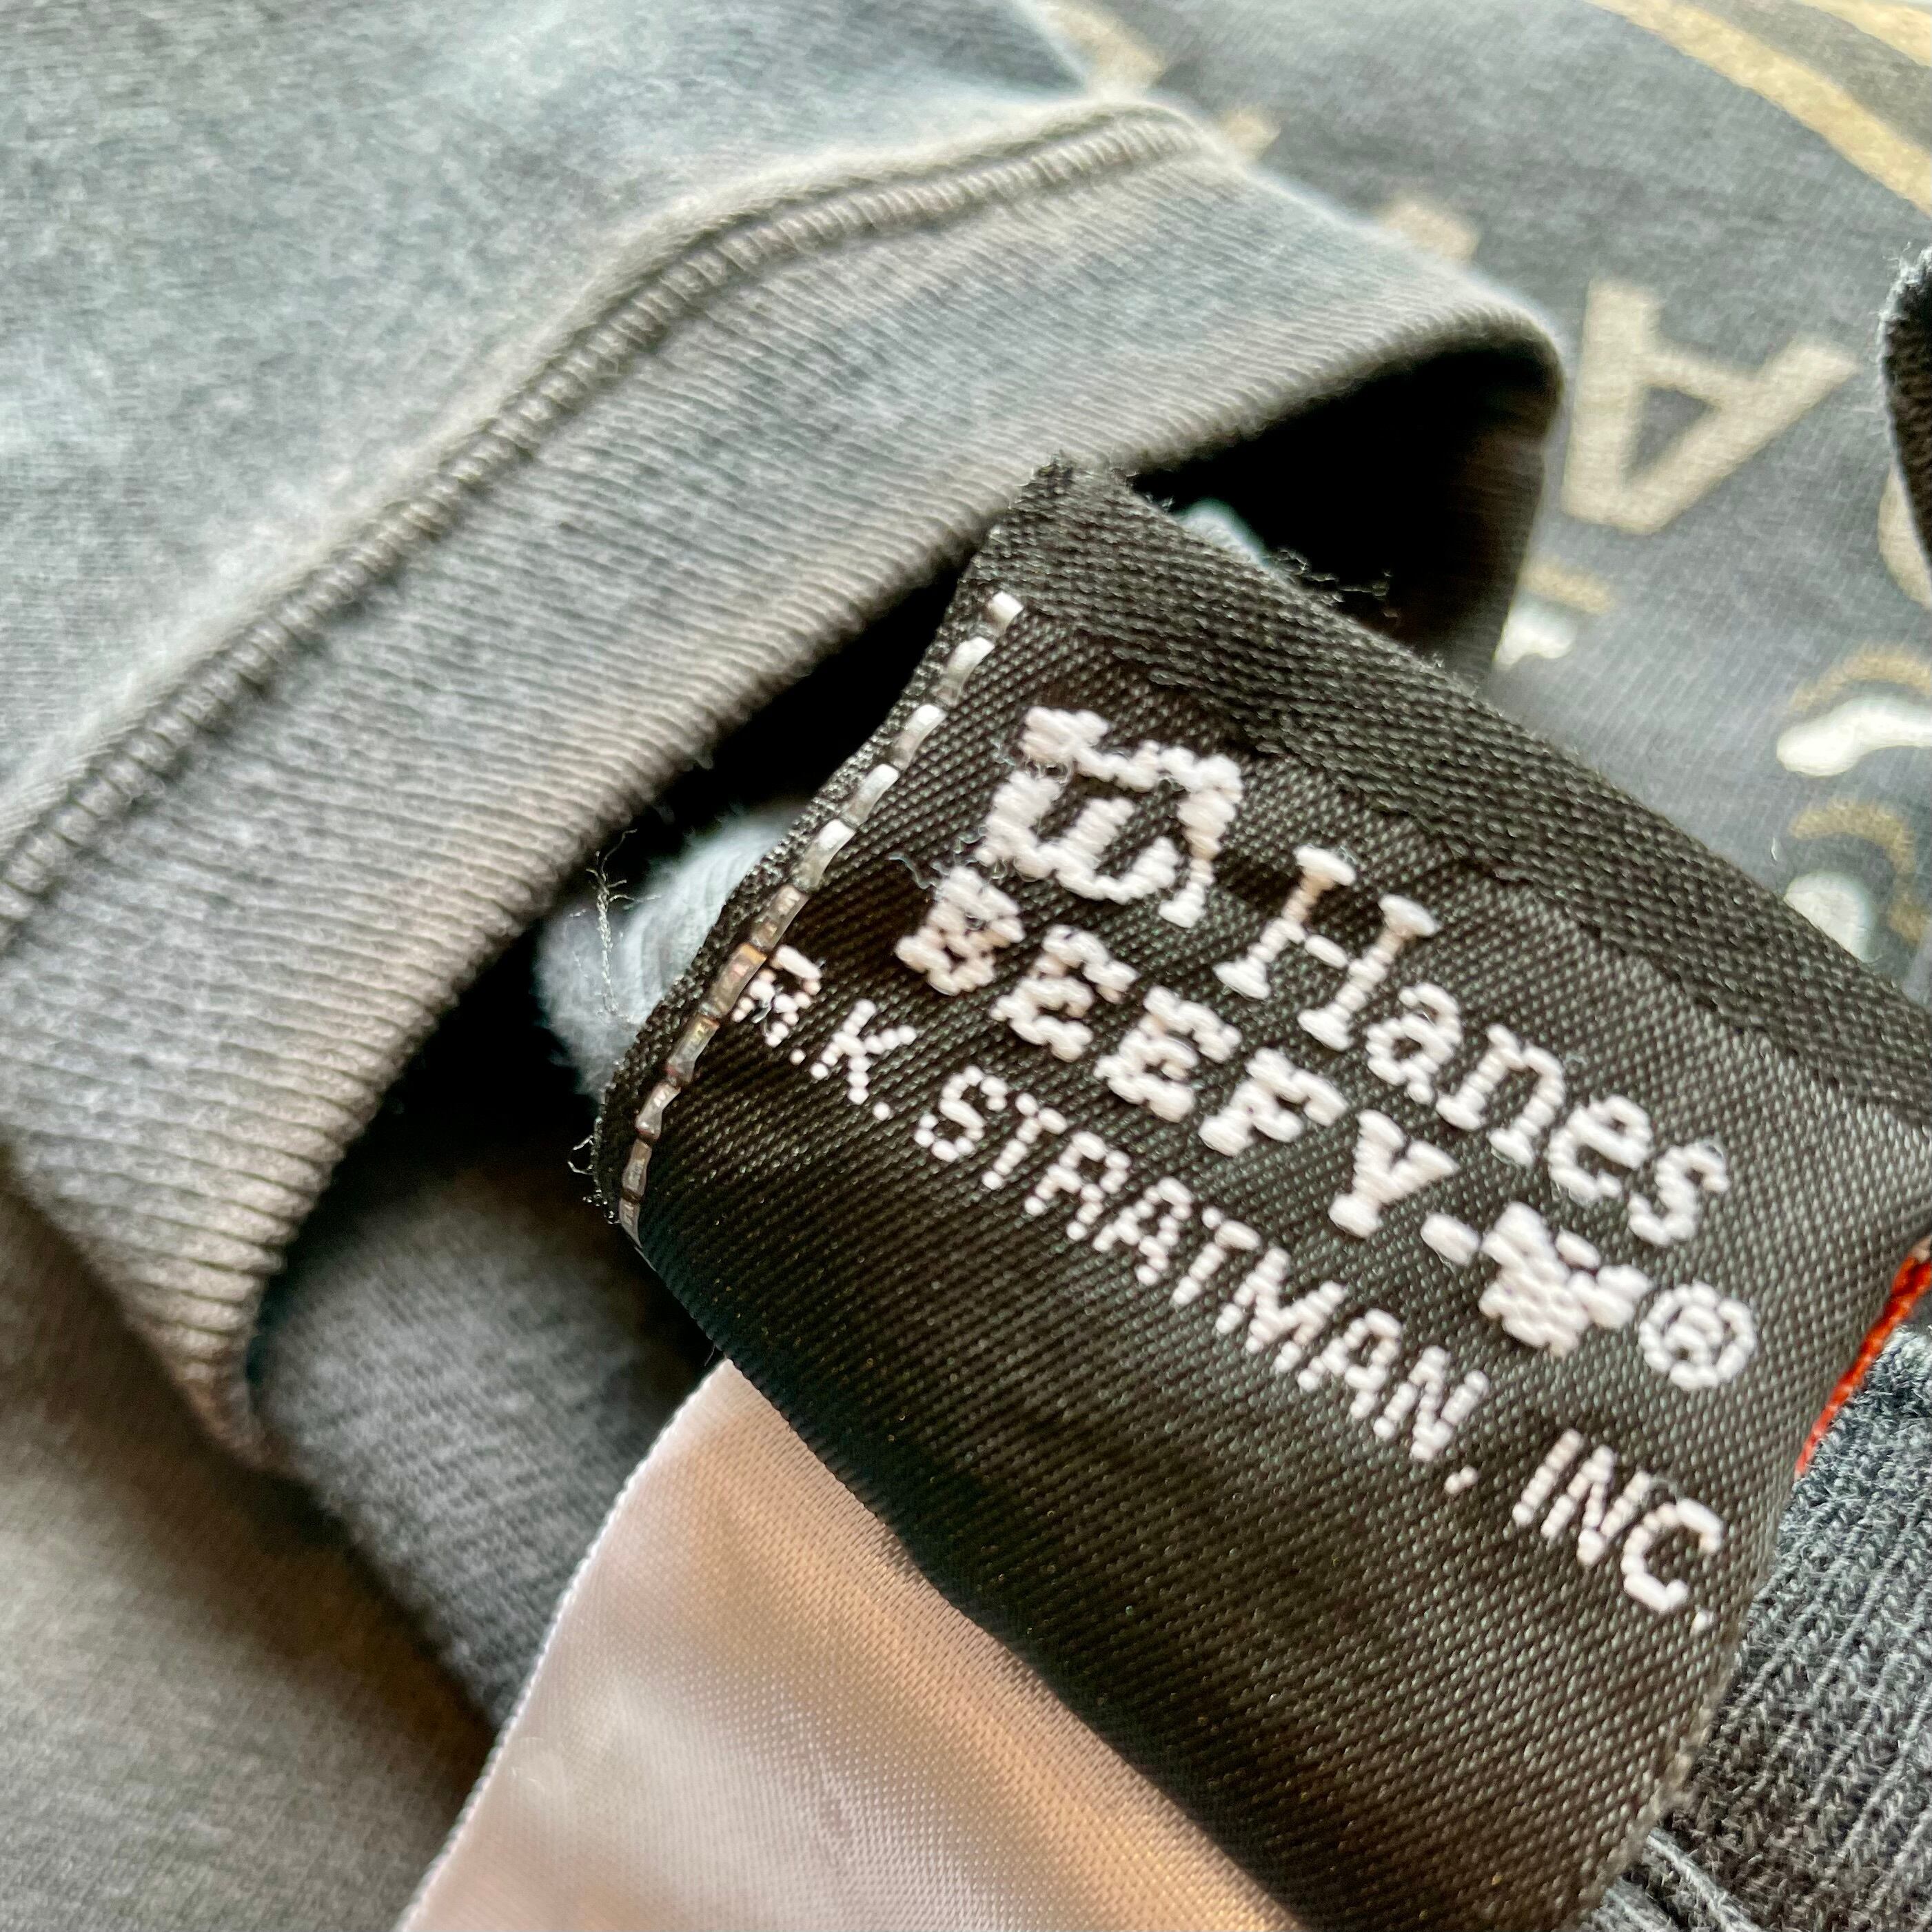 Hanes
BEEFY-T®
R.K. STRATMAN, INC.